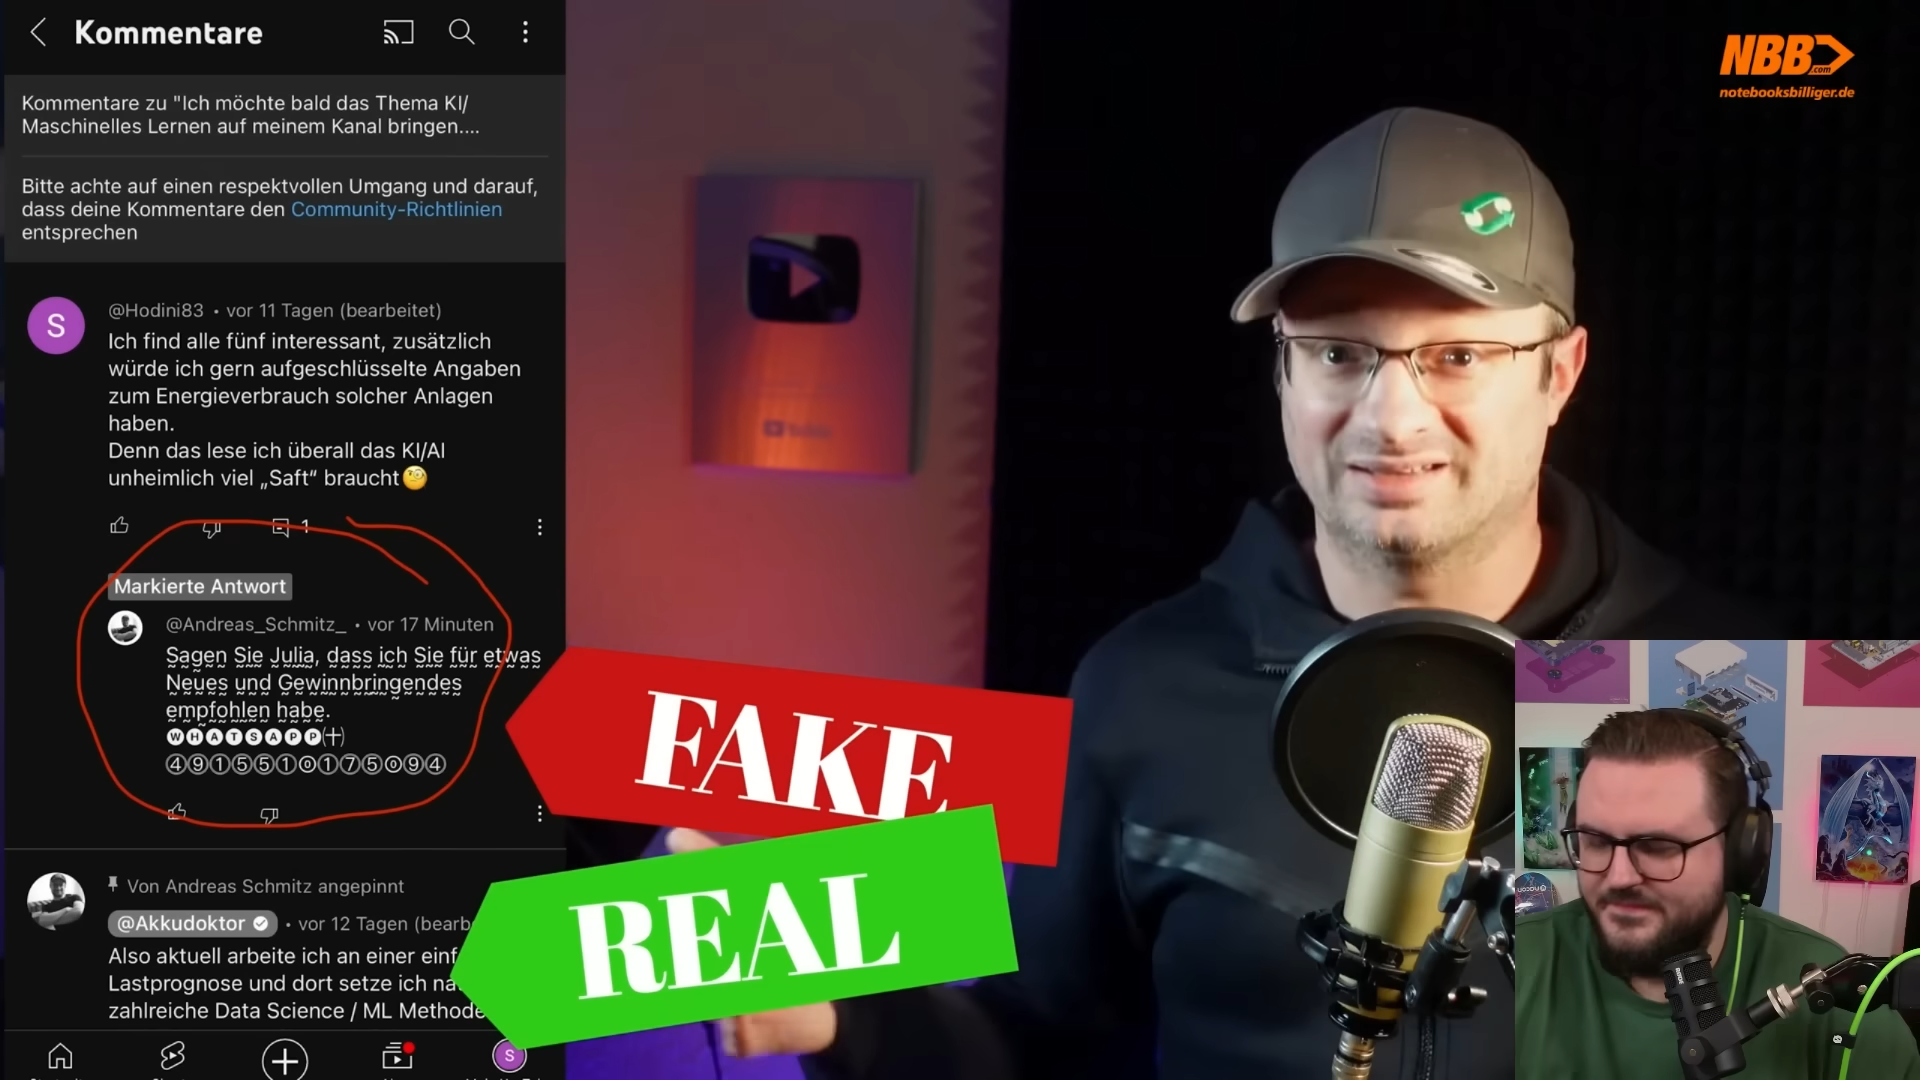 Kommentare
Kommentare zu "Ich möchte bald das Thema KI/
Maschinelles Lernen auf meinem Kanal bringen....
Bitte achte auf einen respektvollen Umgang und darauf,
dass deine Kommentare den Community-Richtlinien
entsprechen
S
@Hodini83 • vor 11 Tagen (bearbeitet)
Ich find alle fünf interessant, zusätzlich
würde ich gern aufgeschlüsselte Angaben
zum Energieverbrauch solcher Anlagen
haben.
Denn das lese ich überall das KI/AI
unheimlich viel „Saft“ braucht🧐
1
Markierte Antwort
@Andreas_Schmitz_ • vor 17 Minuten
Sagen Sie Julia, dass ich Sie für etwas
Neues und Gewinnbringendes
empfohlen habe.
🅦🅗🅐🅣🅢🅐🅟🅟(+)
④⑨①⑤⑤①⓪①⑦⑤⓪⑨④
Von Andreas Schmitz angepinnt
@Akkudoktor • vor 12 Tagen (bearb
Also aktuell arbeite ich an einer einf
Lastprognose und dort setze ich na
zahlreiche Data Science / ML Methode
S
FAKE
REAL
NBB.com
notebooksbilliger.de